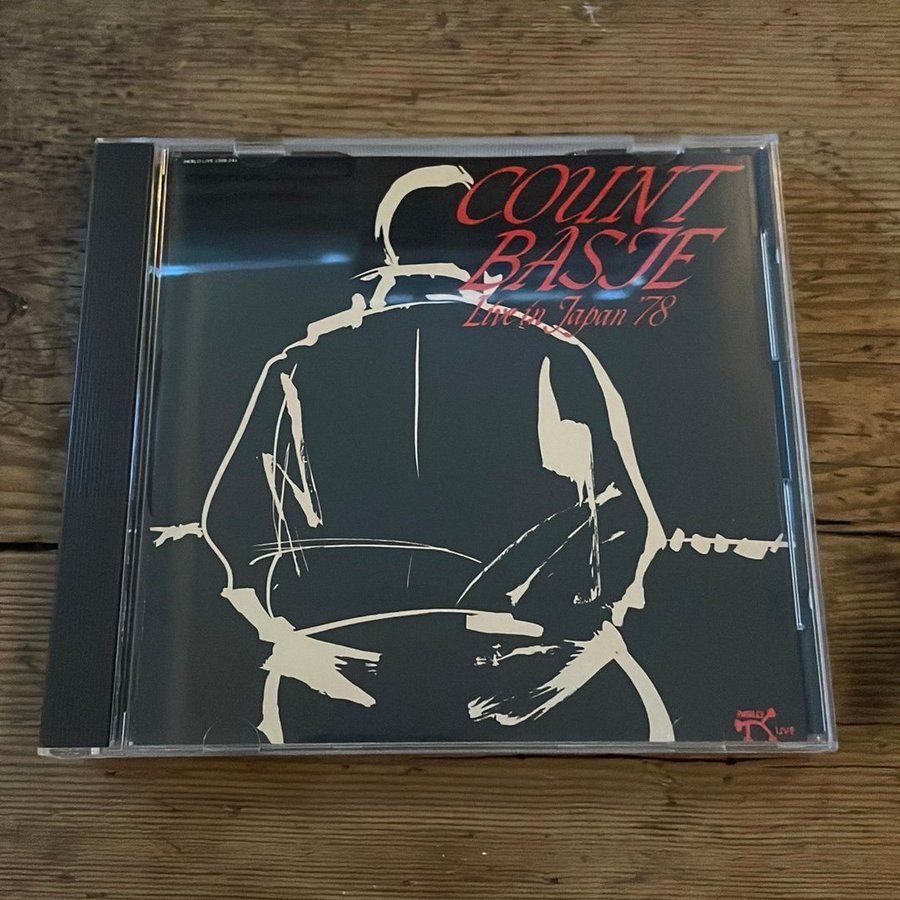 COUNT
BASIE
Live in Japan '78
PABLO
LIVE